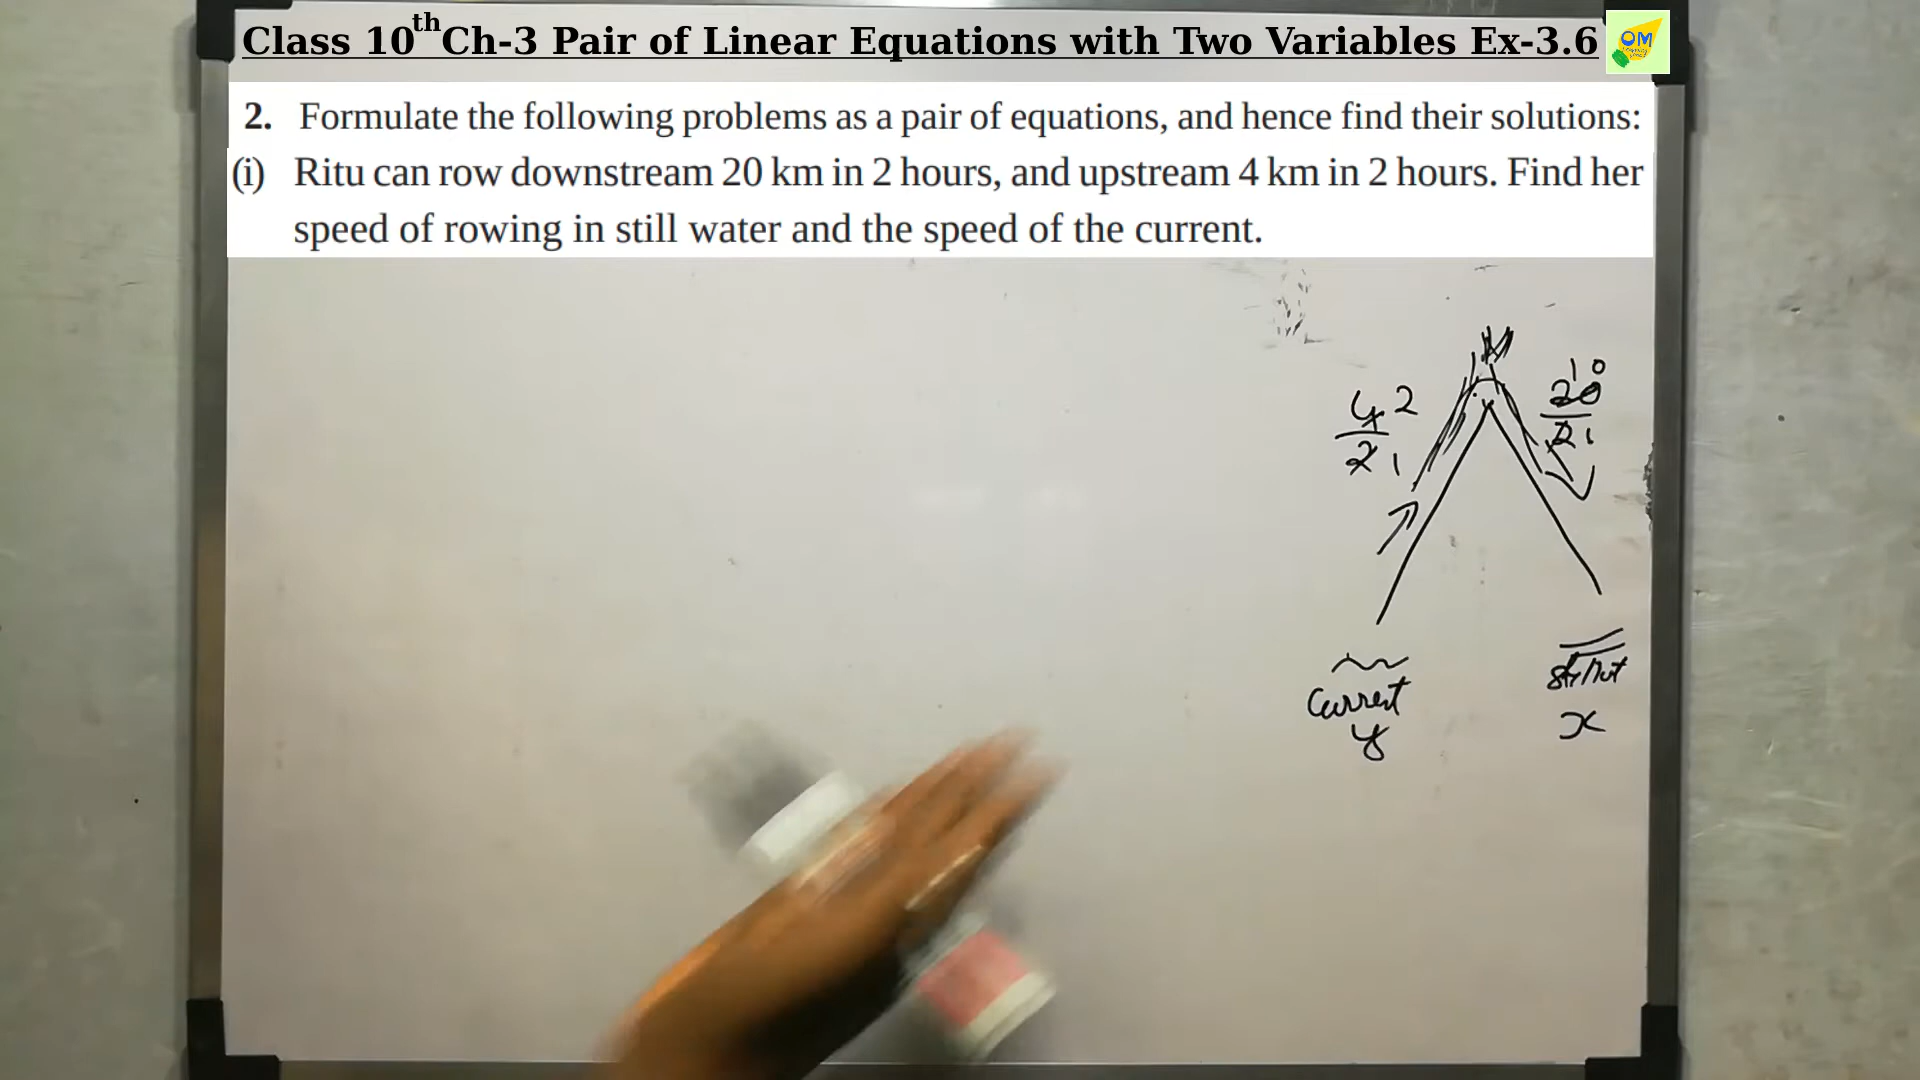 Class 10th Ch-3 Pair of Linear Equations with Two Variables Ex-3.6
OM
2. Formulate the following problems as a pair of equations, and hence find their solutions:
(i) Ritu can row downstream 20 km in 2 hours, and upstream 4 km in 2 hours. Find her
speed of rowing in still water and the speed of the current.
10
20
2 1
4 2
2 1
Current
y
x